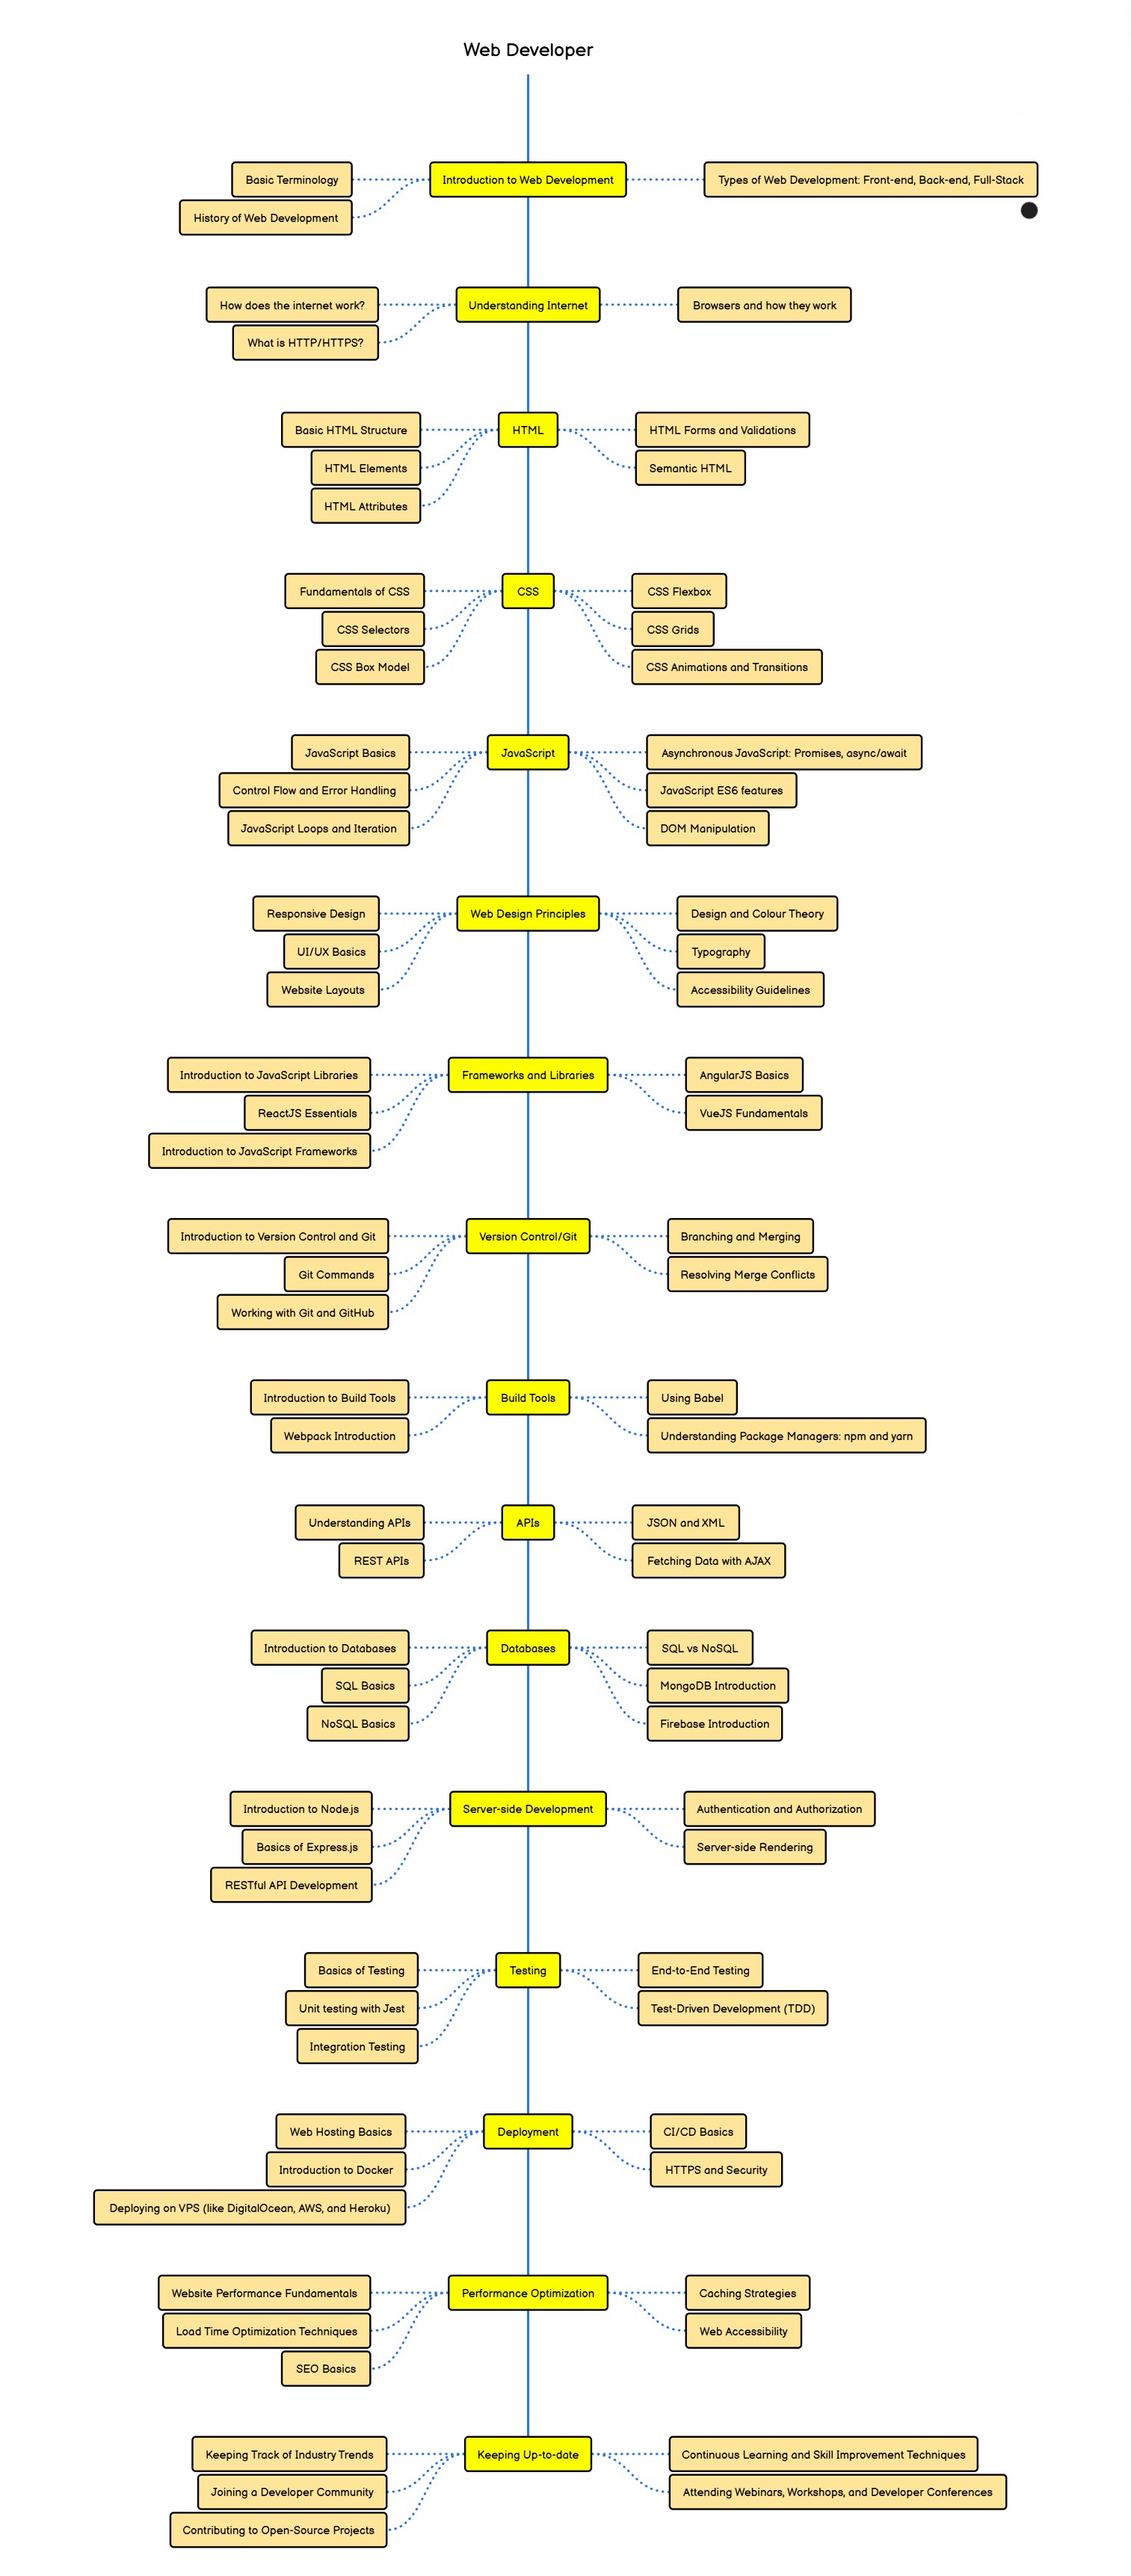 Web Developer
Basic Terminology
Introduction to Web Development
Types of Web Development: Front-end, Back-end, Full-Stack
History of Web Development
How does the internet work?
Understanding Internet
Browsers and how they work
What is HTTP/HTTPS?
Basic HTML Structure
HTML
HTML Forms and Validations
HTML Elements
Semantic HTML
HTML Attributes
Fundamentals of CSS
CSS
CSS Flexbox
CSS Selectors
CSS Grids
CSS Box Model
CSS Animations and Transitions
JavaScript Basics
JavaScript
Asynchronous JavaScript: Promises, async/await
Control Flow and Error Handling
JavaScript ES6 features
JavaScript Loops and Iteration
DOM Manipulation
Responsive Design
Web Design Principles
Design and Colour Theory
UI/UX Basics
Typography
Website Layouts
Accessibility Guidelines
Introduction to JavaScript Libraries
Frameworks and Libraries
AngularJS Basics
ReactJS Essentials
VueJS Fundamentals
Introduction to JavaScript Frameworks
Introduction to Version Control and Git
Version Control/Git
Branching and Merging
Git Commands
Resolving Merge Conflicts
Working with Git and GitHub
Introduction to Build Tools
Build Tools
Using Babel
Webpack Introduction
Understanding Package Managers: npm and yarn
Understanding APIs
APIs
JSON and XML
REST APIs
Fetching Data with AJAX
Introduction to Databases
Databases
SQL vs NoSQL
SQL Basics
MongoDB Introduction
NoSQL Basics
Firebase Introduction
Introduction to Node.js
Server-side Development
Authentication and Authorization
Basics of Express.js
Server-side Rendering
RESTful API Development
Basics of Testing
Testing
End-to-End Testing
Unit testing with Jest
Test-Driven Development (TDD)
Integration Testing
Web Hosting Basics
Deployment
CI/CD Basics
Introduction to Docker
HTTPS and Security
Deploying on VPS (like DigitalOcean, AWS, and Heroku)
Website Performance Fundamentals
Performance Optimization
Caching Strategies
Load Time Optimization Techniques
Web Accessibility
SEO Basics
Keeping Track of Industry Trends
Keeping Up-to-date
Continuous Learning and Skill Improvement Techniques
Joining a Developer Community
Attending Webinars, Workshops, and Developer Conferences
Contributing to Open-Source Projects